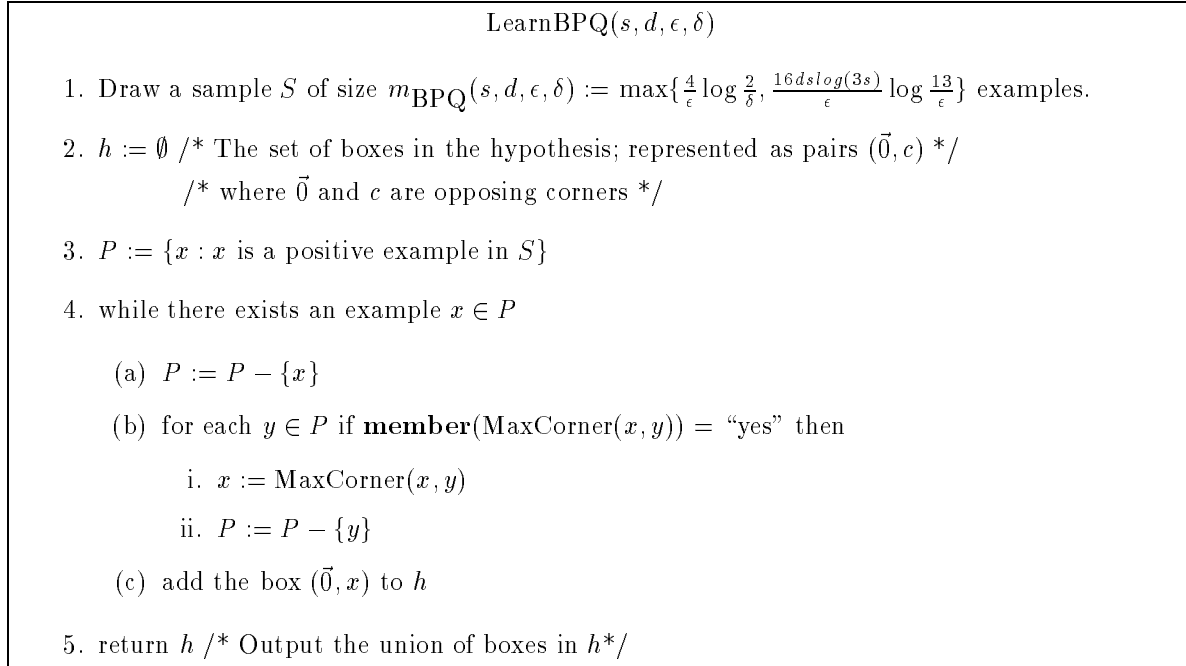 LearnBPQ(s, d, ϵ, δ)
1. Draw a sample S of size m_BPQ(s, d, ϵ, δ) := max{4/ϵ log 2/δ, 16dslog(3s)/ϵ log 13/ϵ} examples.
2. h := ∅ /* The set of boxes in the hypothesis; represented as pairs (0⃗, c) */
/* where 0⃗ and c are opposing corners */
3. P := {x : x is a positive example in S}
4. while there exists an example x ∈ P
(a) P := P − {x}
(b) for each y ∈ P if member(MaxCorner(x, y)) = “yes” then
i. x := MaxCorner(x, y)
ii. P := P − {y}
(c) add the box (0⃗, x) to h
5. return h /* Output the union of boxes in h*/